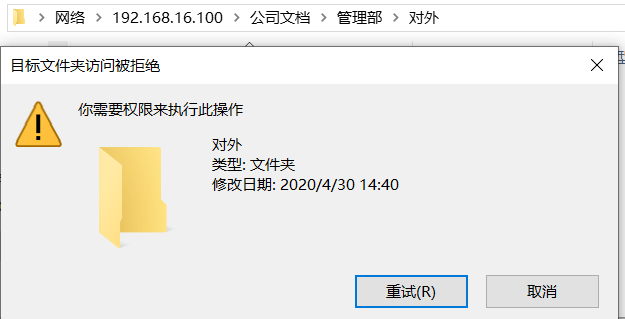 网络 > 192.168.16.100 > 公司文档 > 管理部 > 对外
目标文件夹访问被拒绝
你需要权限来执行此操作
对外
类型: 文件夹
修改日期: 2020/4/30 14:40
重试(R)
取消